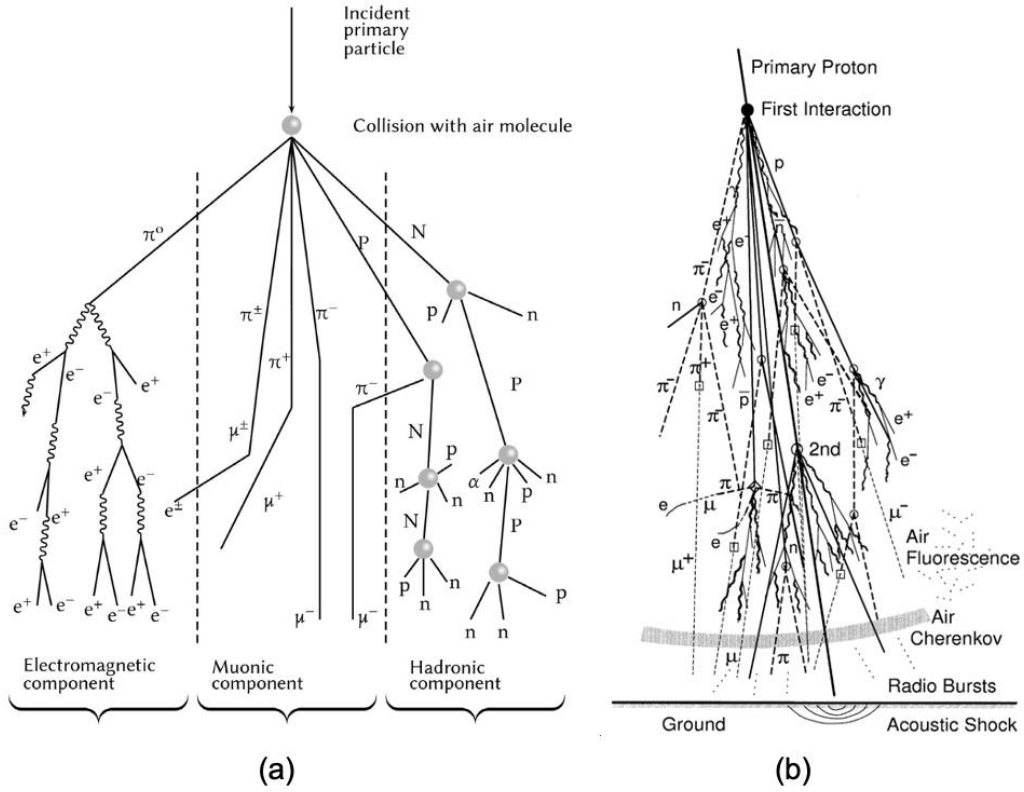 Incident
primary
particle
Collision with air molecule
π⁰
P
N
p
n
π±
π⁻
π⁺
e⁺
e⁻
e⁺
e⁻
π⁻
P
N
μ±
p
α
n
p
n
e⁺
e⁻
n
n
e±
μ⁺
e⁻
e⁺
N
P
p
n
n
p
e⁺
e⁻
e⁺
e⁻
e⁺
e⁻
μ⁻
μ⁻
n
n
Electromagnetic
component
Muonic
component
Hadronic
component
(a)
Primary Proton
First Interaction
p
e⁺
e⁻
π⁻
n
e⁻
e⁺
π⁻
π⁺
π⁻
p̄
e⁻
e⁺
π⁻
γ
e⁺
e⁻
2nd
π
π
e
μ
e
n
μ⁺
μ⁻
Air
Fluorescence
Air
Cherenkov
μ
π
Radio Bursts
Ground
Acoustic Shock
(b)